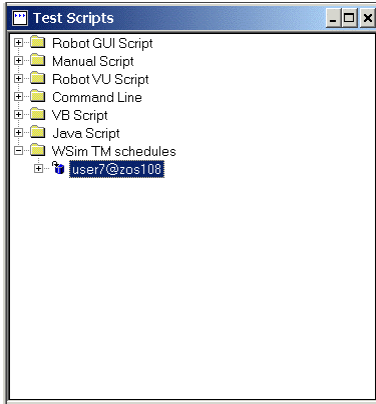 Test Scripts
Robot GUI Script
Manual Script
Robot VU Script
Command Line
VB Script
Java Script
WSim TM schedules
user7@zos108